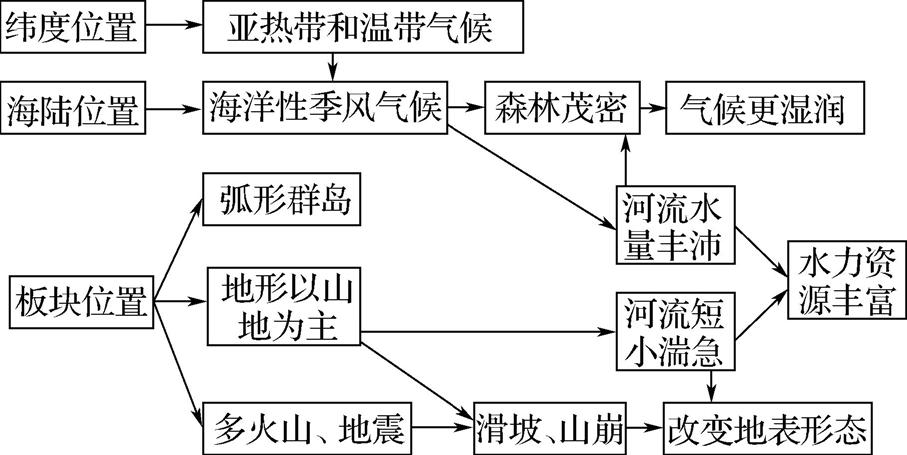 纬度位置
亚热带和温带气候
海陆位置
海洋性季风气候
森林茂密
气候更湿润
弧形群岛
河流水
量丰沛
板块位置
地形以山
地为主
河流短
小湍急
水力资
源丰富
多火山、地震
滑坡、山崩
改变地表形态